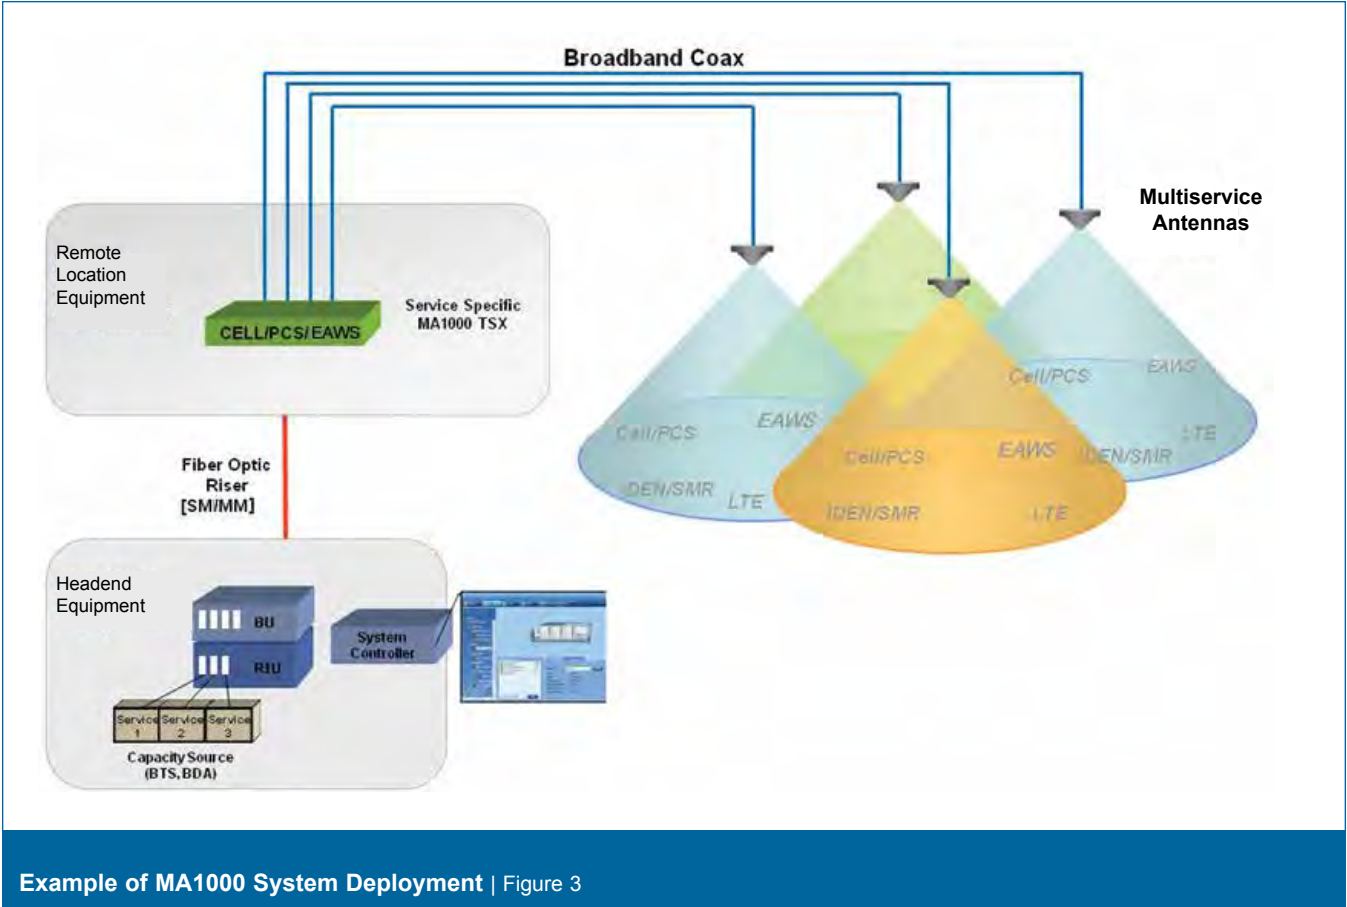 Broadband Coax
Multiservice
Antennas
Remote
Location
Equipment
CELL/PCS/EAWS
Service Specific
MA1000 TSX
Cell/PCS
EAWS
Cell/PCS
EAWS
LTE
IDEN/SMR
Cell/PCS
EAWS
DEN/SMR
LTE
IDEN/SMR
LTE
Fiber Optic
Riser
[SM/MM]
Headend
Equipment
BU
RIU
System
Controller
Service
1
Service
2
Service
3
Capacity Source
(BTS, BDA)
Example of MA1000 System Deployment | Figure 3